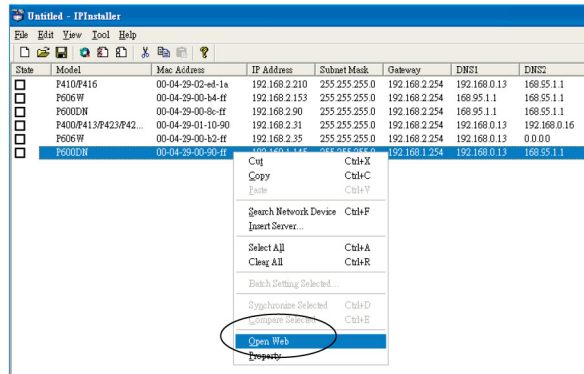 Untitled - IPInstaller
File Edit View Tool Help
State Model Mac Address IP Address Subnet Mask Gateway DNS1 DNS2
P410/P416 00-04-29-02-ed-1a 192.168.2.210 255.255.255.0 192.168.2.254 192.168.0.13 168.95.1.1
P606W 00-04-29-00-b4-ff 192.168.2.153 255.255.255.0 192.168.2.254 168.95.1.1 168.95.1.1
P600DN 00-04-29-00-8c-ff 192.168.2.90 255.255.255.0 192.168.2.254 168.95.1.1 168.95.1.1
P400/P413/P423/P42... 00-04-29-01-10-90 192.168.2.31 255.255.255.0 192.168.2.254 192.168.0.13 192.168.0.16
P606W 00-04-29-00-b2-ff 192.168.2.35 255.255.255.0 192.168.2.254 192.168.0.13 0.0.0.0
P600DN 00-04-29-00-90-ff 192.168.1.145 255.255.255.0 192.168.1.254 192.168.0.13 168.95.1.1
Cut Ctrl+X
Copy Ctrl+C
Paste Ctrl+V
Search Network Device Ctrl+F
Insert Server...
Select All Ctrl+A
Clear All Ctrl+R
Batch Setting Selected...
Synchronize Selected Ctrl+D
Compare Selected Ctrl+E
Open Web
Property